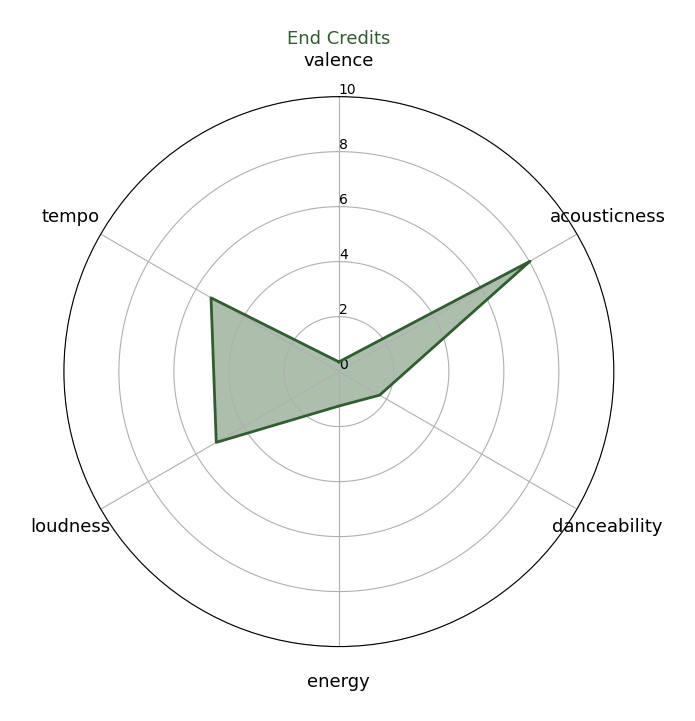 End Credits
valence
10
8
6
4
2
0
tempo
acousticness
loudness
danceability
energy